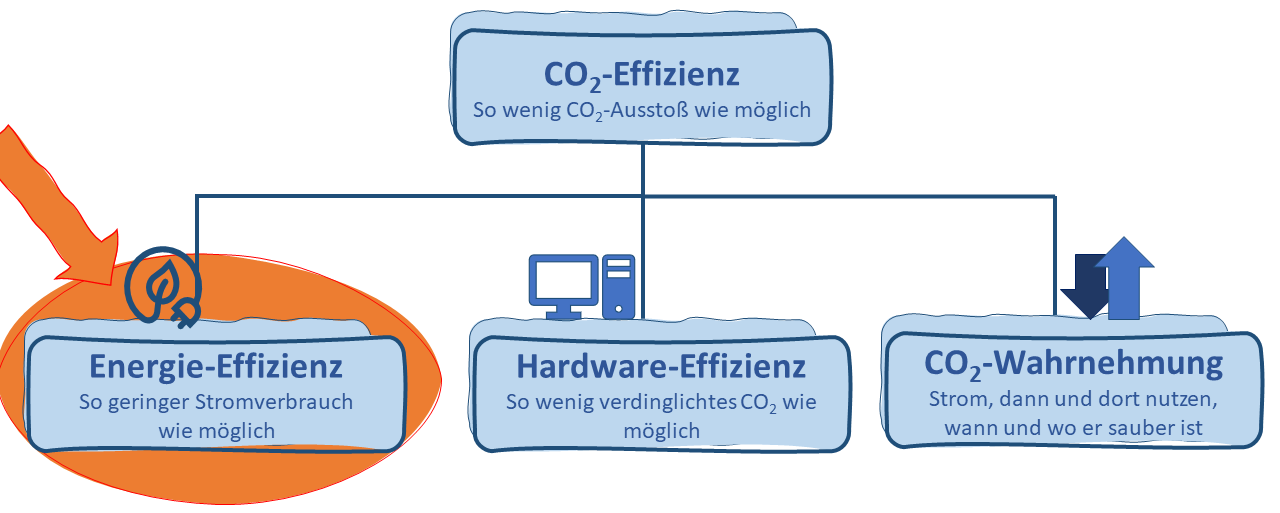 CO₂-Effizienz
So wenig CO₂-Ausstoß wie möglich
Energie-Effizienz
So geringer Stromverbrauch
wie möglich
Hardware-Effizienz
So wenig verdinglichtes CO₂ wie
möglich
CO₂-Wahrnehmung
Strom, dann und dort nutzen,
wann und wo er sauber ist